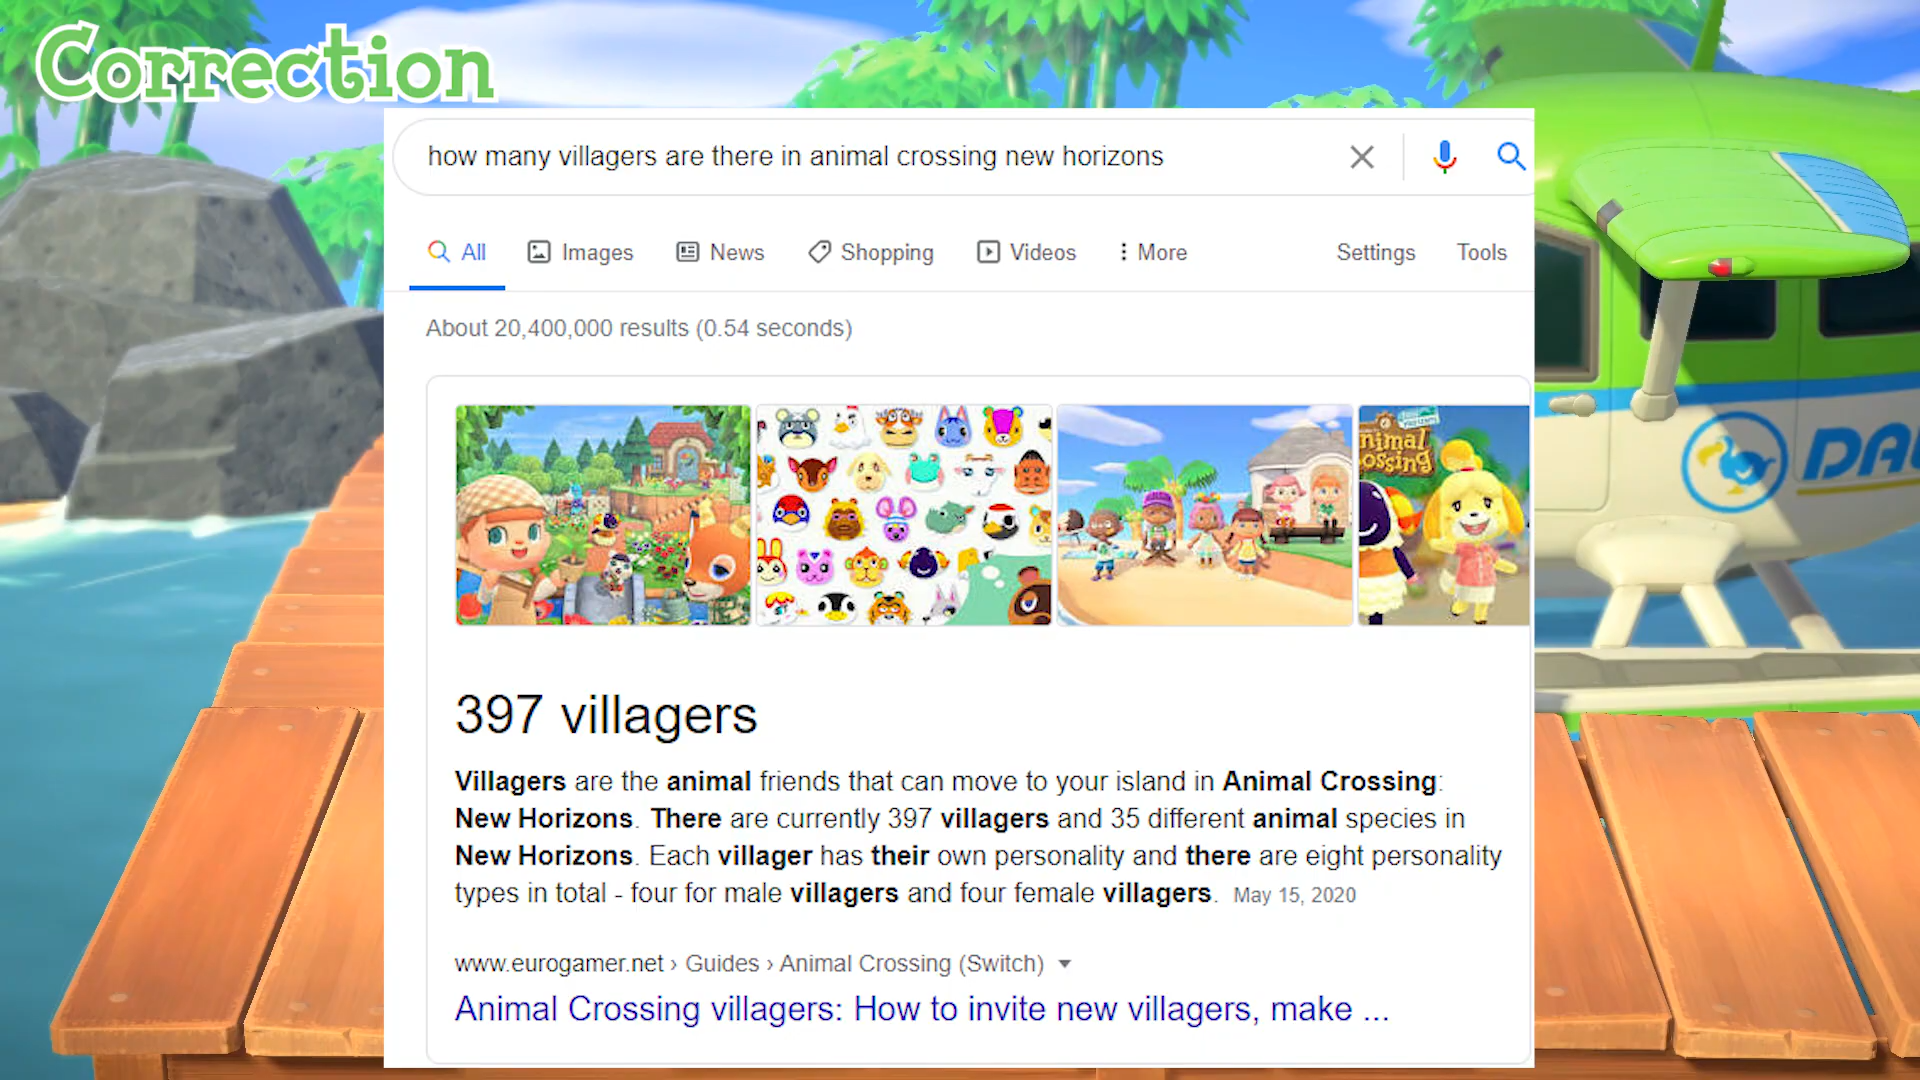 Correction
how many villagers are there in animal crossing new horizons
All Images News Shopping Videos More Settings Tools
About 20,400,000 results (0.54 seconds)
397 villagers
Villagers are the animal friends that can move to your island in Animal Crossing:
New Horizons. There are currently 397 villagers and 35 different animal species in
New Horizons. Each villager has their own personality and there are eight personality
types in total - four for male villagers and four female villagers. May 15, 2020
www.eurogamer.net › Guides › Animal Crossing (Switch)
Animal Crossing villagers: How to invite new villagers, make ...